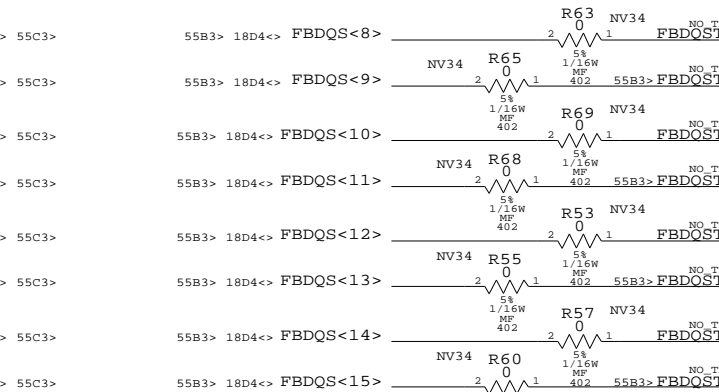 R63 NV34
0 NO_T
> 55C3> 55B3> 18D4<> FBDQS<8> 2 1 FBDQST
5%
NV34 R65 1/16W
0 MF NO_T
> 55C3> 55B3> 18D4<> FBDQS<9> 2 1 402 55B3> FBDQST
5%
1/16W R69 NV34
MF 0
402 NO_T
> 55C3> 55B3> 18D4<> FBDQS<10> 2 1 FBDQST
5%
NV34 R68 1/16W
0 MF NO_T
> 55C3> 55B3> 18D4<> FBDQS<11> 2 1 402 55B3> FBDQST
5%
1/16W R53 NV34
MF 0
402 NO_T
> 55C3> 55B3> 18D4<> FBDQS<12> 2 1 FBDQST
5%
NV34 R55 1/16W
0 MF NO_T
> 55C3> 55B3> 18D4<> FBDQS<13> 2 1 402 55B3> FBDQST
5%
1/16W R57 NV34
MF 0
402 NO_T
> 55C3> 55B3> 18D4<> FBDQS<14> 2 1 FBDQST
5%
NV34 R60 1/16W
0 MF NO_T
> 55C3> 55B3> 18D4<> FBDQS<15> 2 1 402 55B3> FBDQST